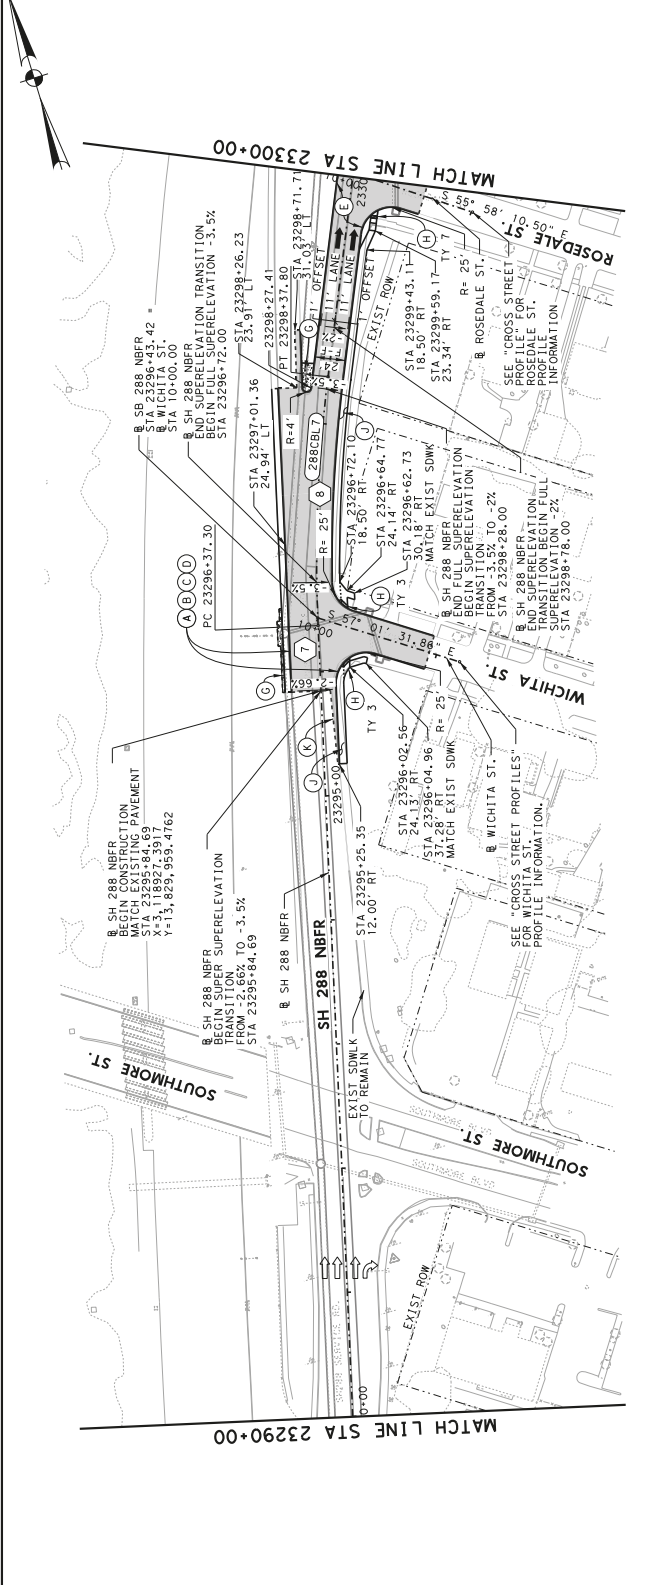 MATCH LINE STA 23300+00
℄ SB 288 NBFR
STA 23296+43.42 =
℄ WICHITA ST.
STA 10+00.00
℄ SH 288 NBFR
END SUPERELEVATION TRANSITION
BEGIN FULL SUPERELEVATION -3.5%
STA 23296+72.00
STA 23298+26.23
23.91' LT
23298+27.41
PT 23298+37.80
STA 23298+71.71
31.03' LT
STA 23297+01.36
24.94' LT
PC 23296+37.30
A B C D
R=4'
288CBL7
8
7
R= 25'
-3.5%
-3.5%
-2.66%
-2%
24'
1' OFFSET
11' LANE
11' LANE
1' OFFSET
EXIST ROW
10+00
E
G
G
H
H
H
J
J
K
TY 7
TY 3
TY 3
S 55° 58' 10.50" E
ROSEDALE ST.
R= 25'
℄ ROSEDALE ST.
SEE "CROSS STREET
PROFILE" FOR
ROSEDALE ST.
PROFILE
INFORMATION
STA 23299+43.11
18.50' RT
STA 23299+59.17
23.34' RT
STA 23296+72.10
18.50' RT
STA 23296+64.77
24.14' RT
STA 23296+62.73
30.18' RT
MATCH EXIST SDWK
℄ SH 288 NBFR
END FULL SUPERELEVATION
BEGIN SUPERELEVATION
TRANSITION
FROM -3.5% TO -2%
STA 23298+28.00
℄ SH 288 NBFR
END SUPERELEVATION
TRANSITION BEGIN FULL
SUPERELEVATION -2%
STA 23298+78.00
10+00
S 57° 01' 31.86" E
WICHITA ST.
R= 25'
STA 23296+02.56
24.13' RT
STA 23296+04.96
37.28' RT
MATCH EXIST SDWK
℄ WICHITA ST.
SEE "CROSS STREET PROFILES"
FOR WICHITA ST.
PROFILE INFORMATION.
23295+00
STA 23295+25.35
12.00' RT
℄ SH 288 NBFR
BEGIN CONSTRUCTION
MATCH EXISTING PAVEMENT
STA 23295+84.69
X=3,118927.3917
Y=13,829,959.4762
℄ SH 288 NBFR
BEGIN SUPER SUPERELEVATION
TRANSITION
FROM -2.66% TO -3.5%
STA 23295+84.69
℄ SH 288 NBFR
SH 288 NBFR
EXIST SDWLK
TO REMAIN
SOUTHMORE ST.
SOUTHMORE ST.
EXIST ROW
0+00
MATCH LINE STA 23290+00